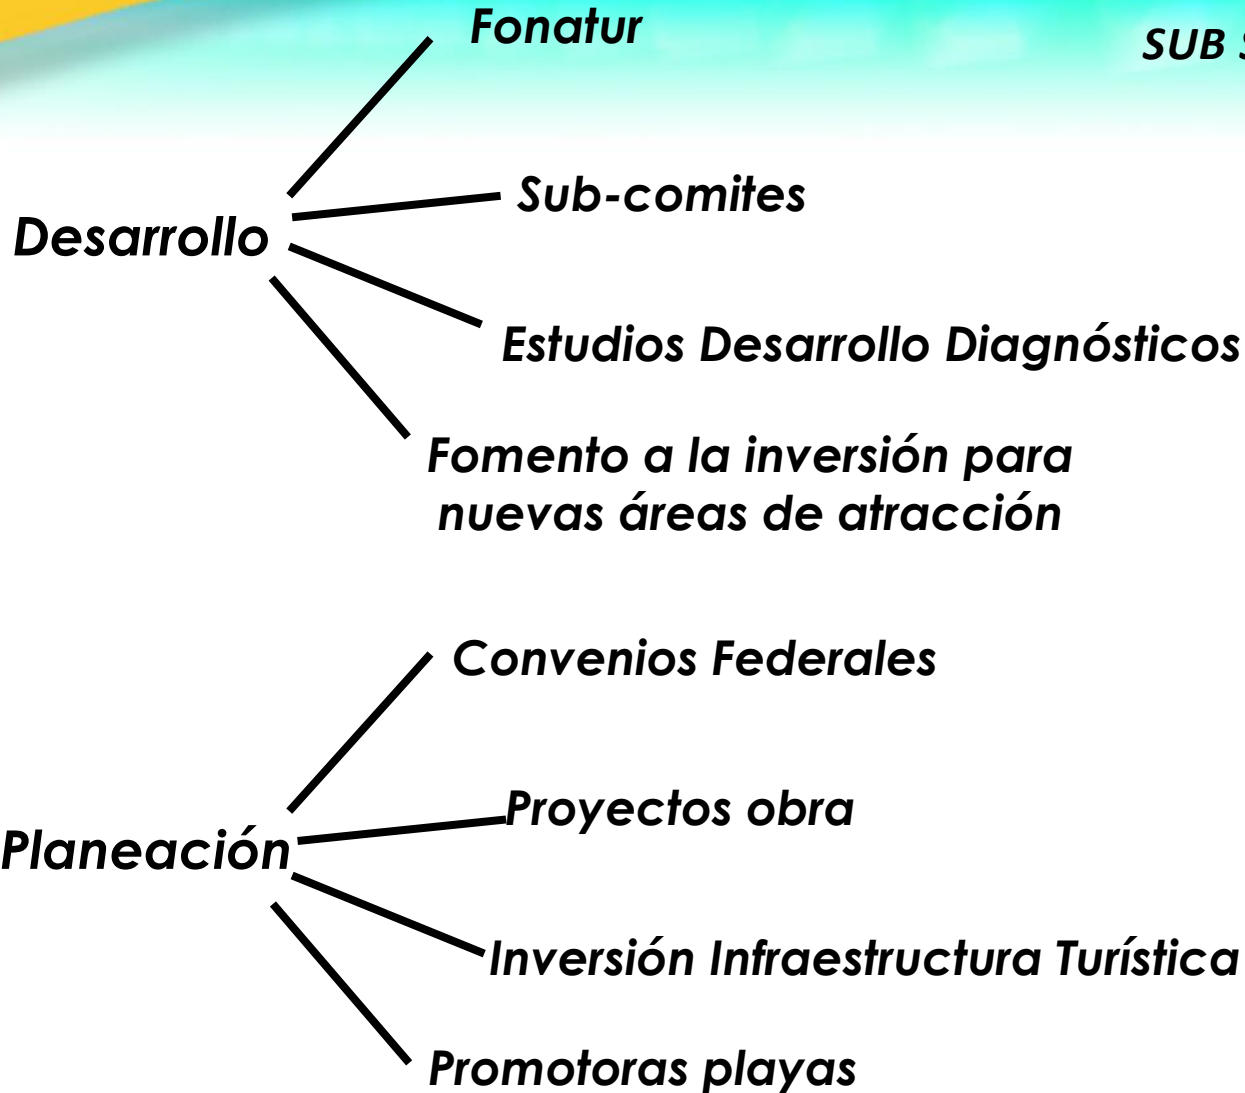 Fonatur
SUB
Sub-comites
Desarrollo
Estudios Desarrollo Diagnósticos
Fomento a la inversión para
nuevas áreas de atracción
Convenios Federales
Proyectos obra
Planeación
Inversión Infraestructura Turística
Promotoras playas